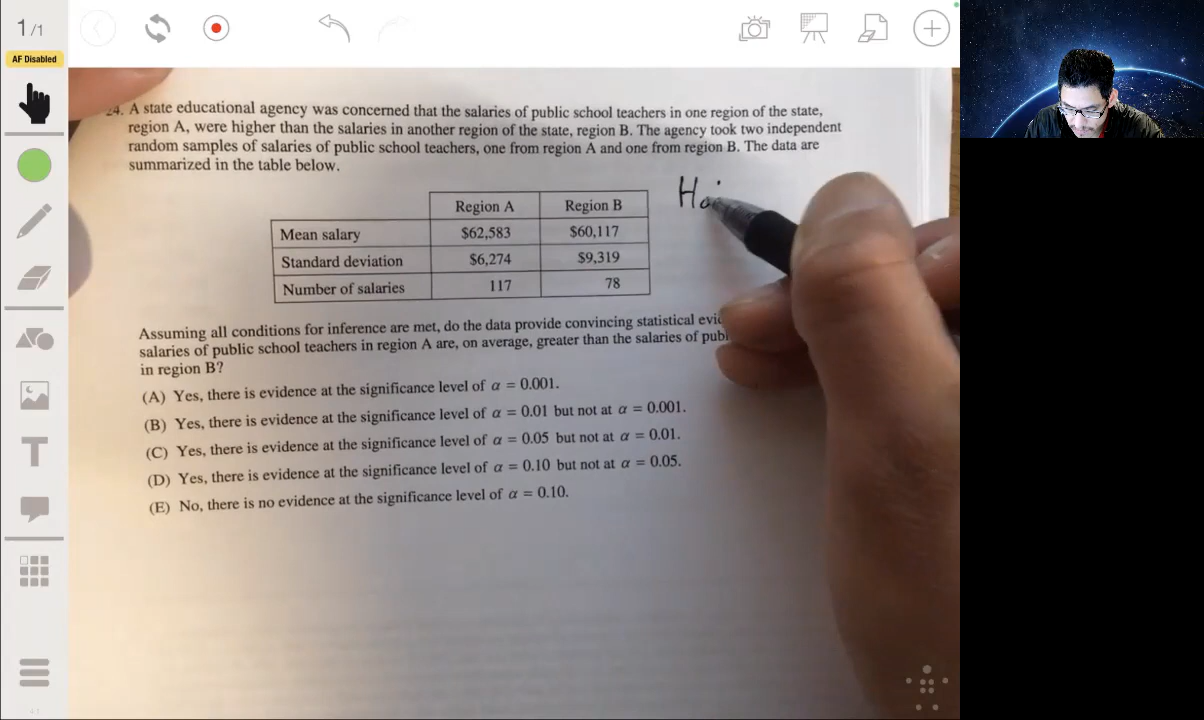 1/1
AF Disabled
24. A state educational agency was concerned that the salaries of public school teachers in one region of the state,
region A, were higher than the salaries in another region of the state, region B. The agency took two independent
random samples of salaries of public school teachers, one from region A and one from region B. The data are
summarized in the table below.
Region A Region B
Mean salary $62,583 $60,117
Standard deviation $6,274 $9,319
Number of salaries 117 78
Assuming all conditions for inference are met, do the data provide convincing statistical
salaries of public school teachers in region A are, on average, greater than the salaries of
in region B?
(A) Yes, there is evidence at the significance level of α = 0.001.
(B) Yes, there is evidence at the significance level of α = 0.01 but not at α = 0.001.
(C) Yes, there is evidence at the significance level of α = 0.05 but not at α = 0.01.
(D) Yes, there is evidence at the significance level of α = 0.10 but not at α = 0.05.
(E) No, there is no evidence at the significance level of α = 0.10.